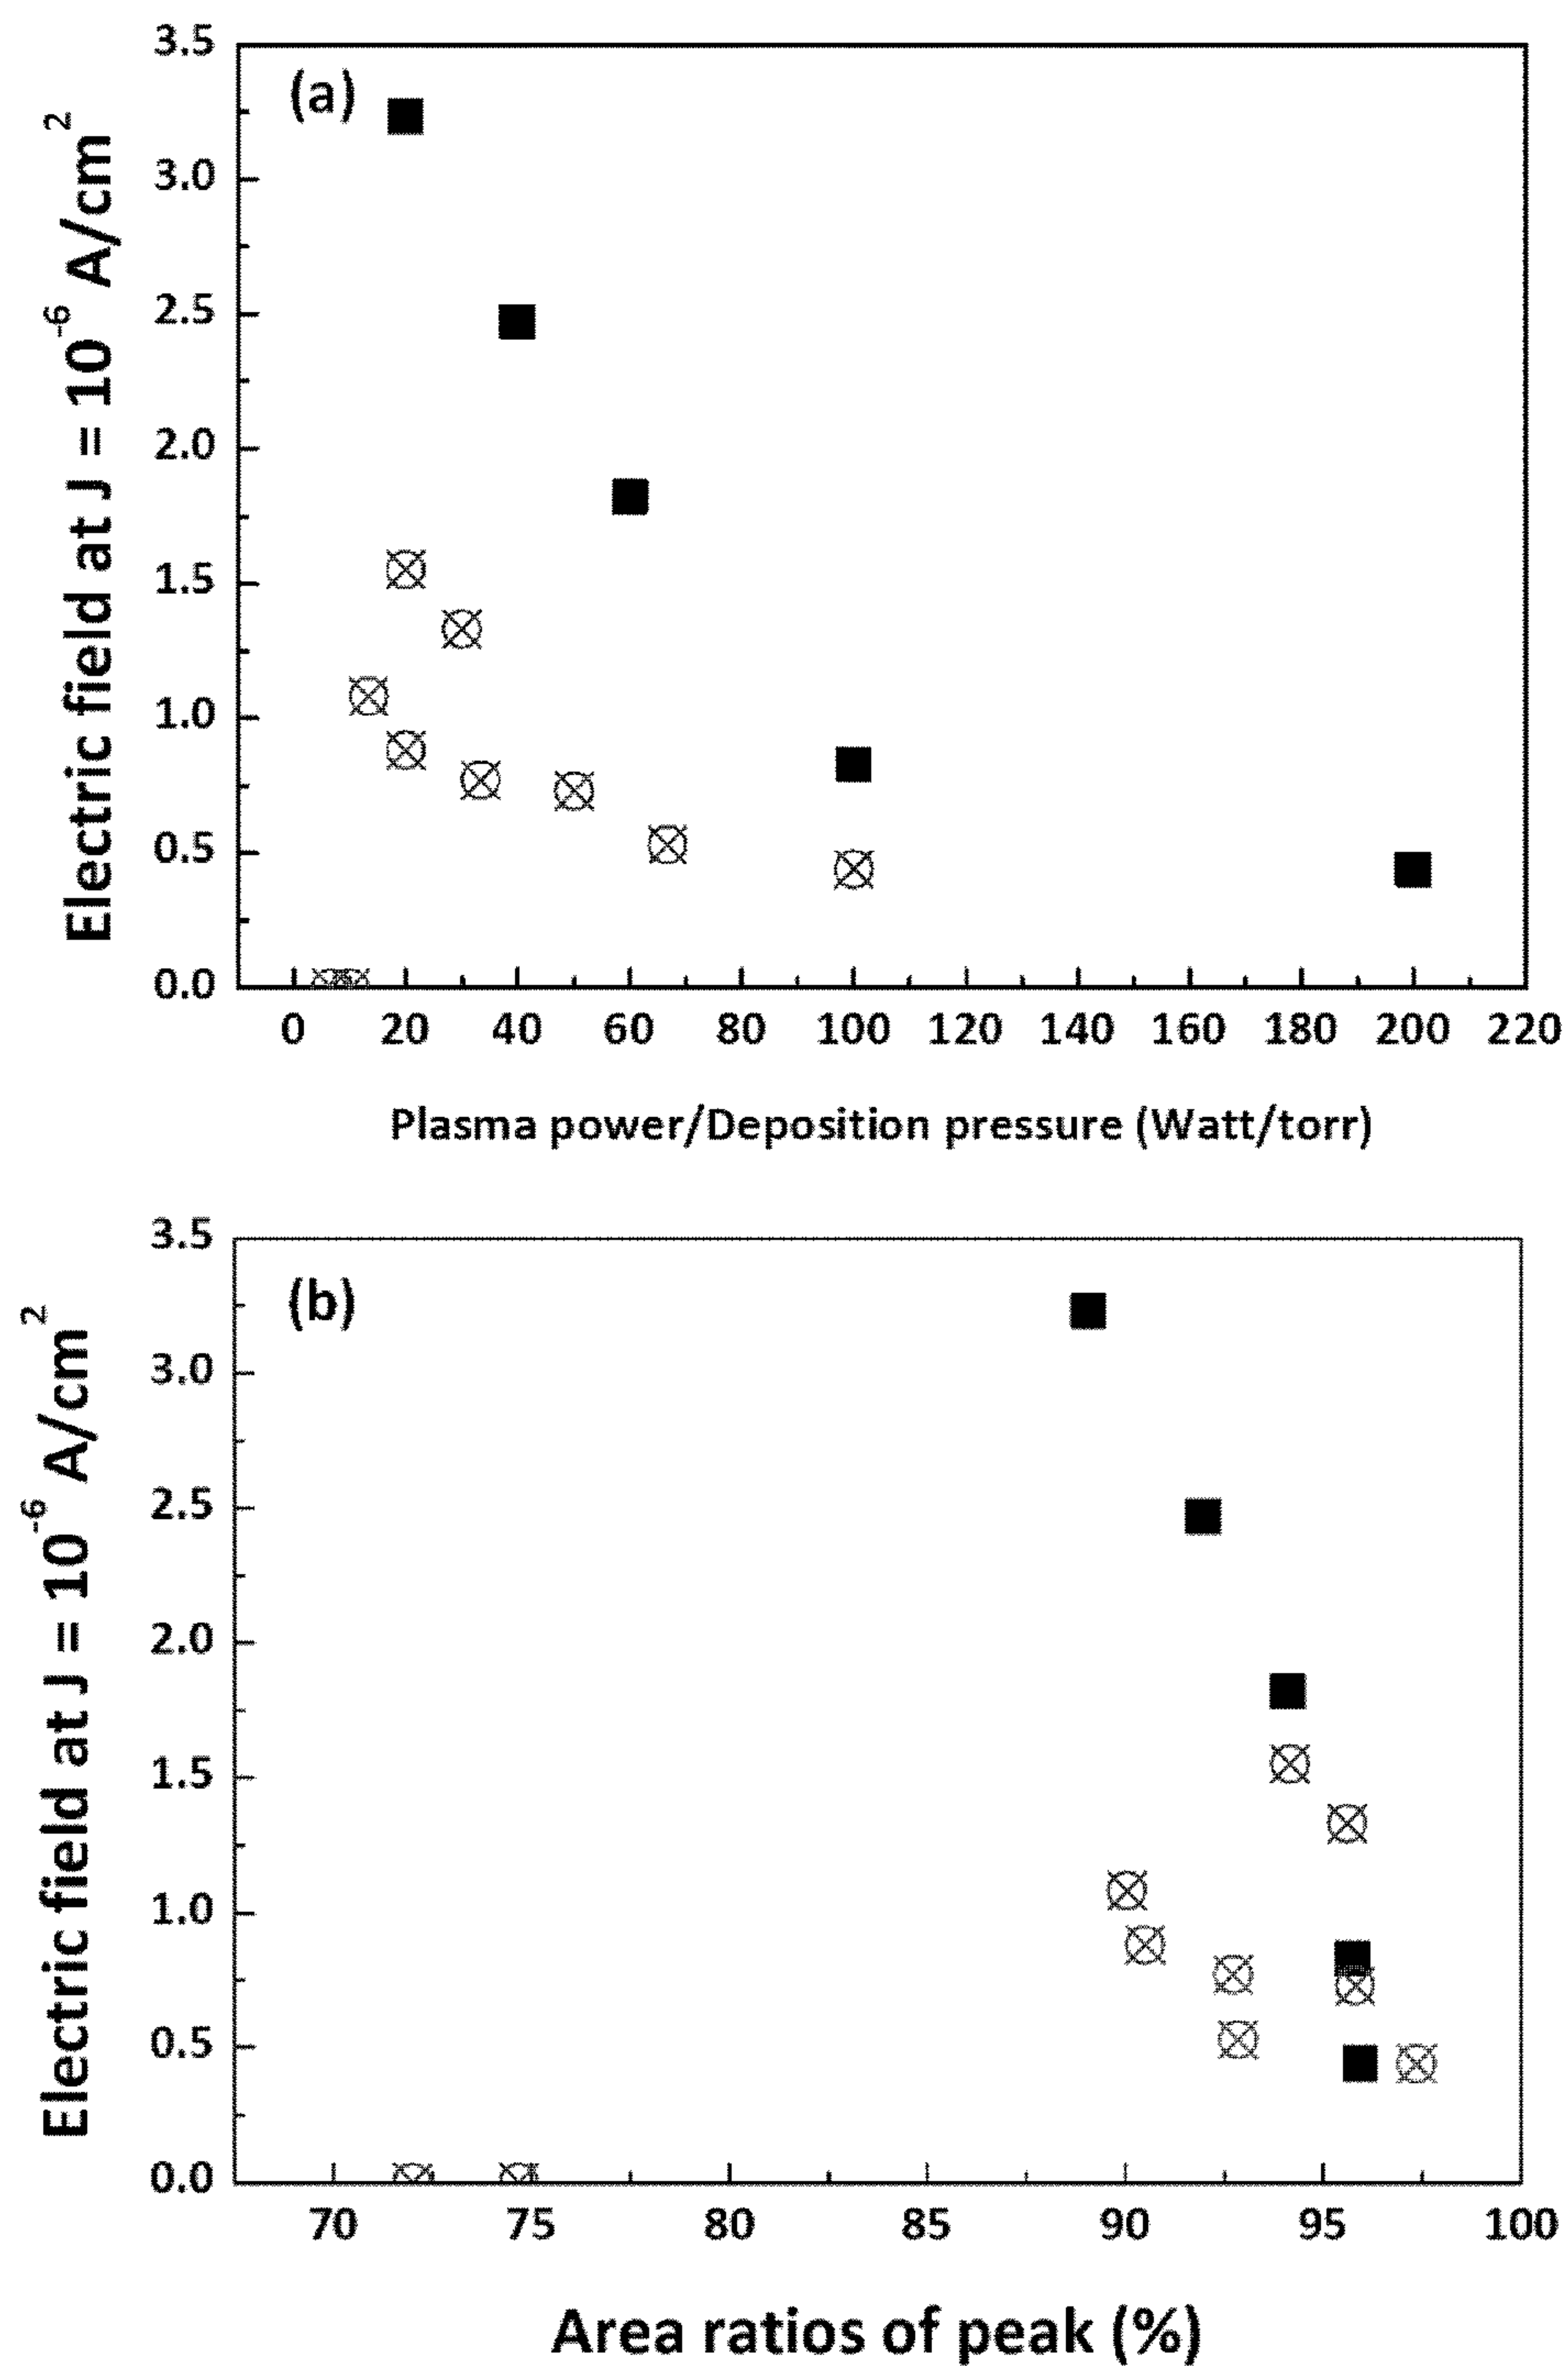 (a)
3.5
3.0
2.5
2.0
1.5
1.0
0.5
0.0
Electric field at J = 10⁻⁶ A/cm²
0 20 40 60 80 100 120 140 160 180 200 220
Plasma power/Deposition pressure (Watt/torr)
(b)
3.5
3.0
2.5
2.0
1.5
1.0
0.5
0.0
Electric field at J = 10⁻⁶ A/cm²
70 75 80 85 90 95 100
Area ratios of peak (%)